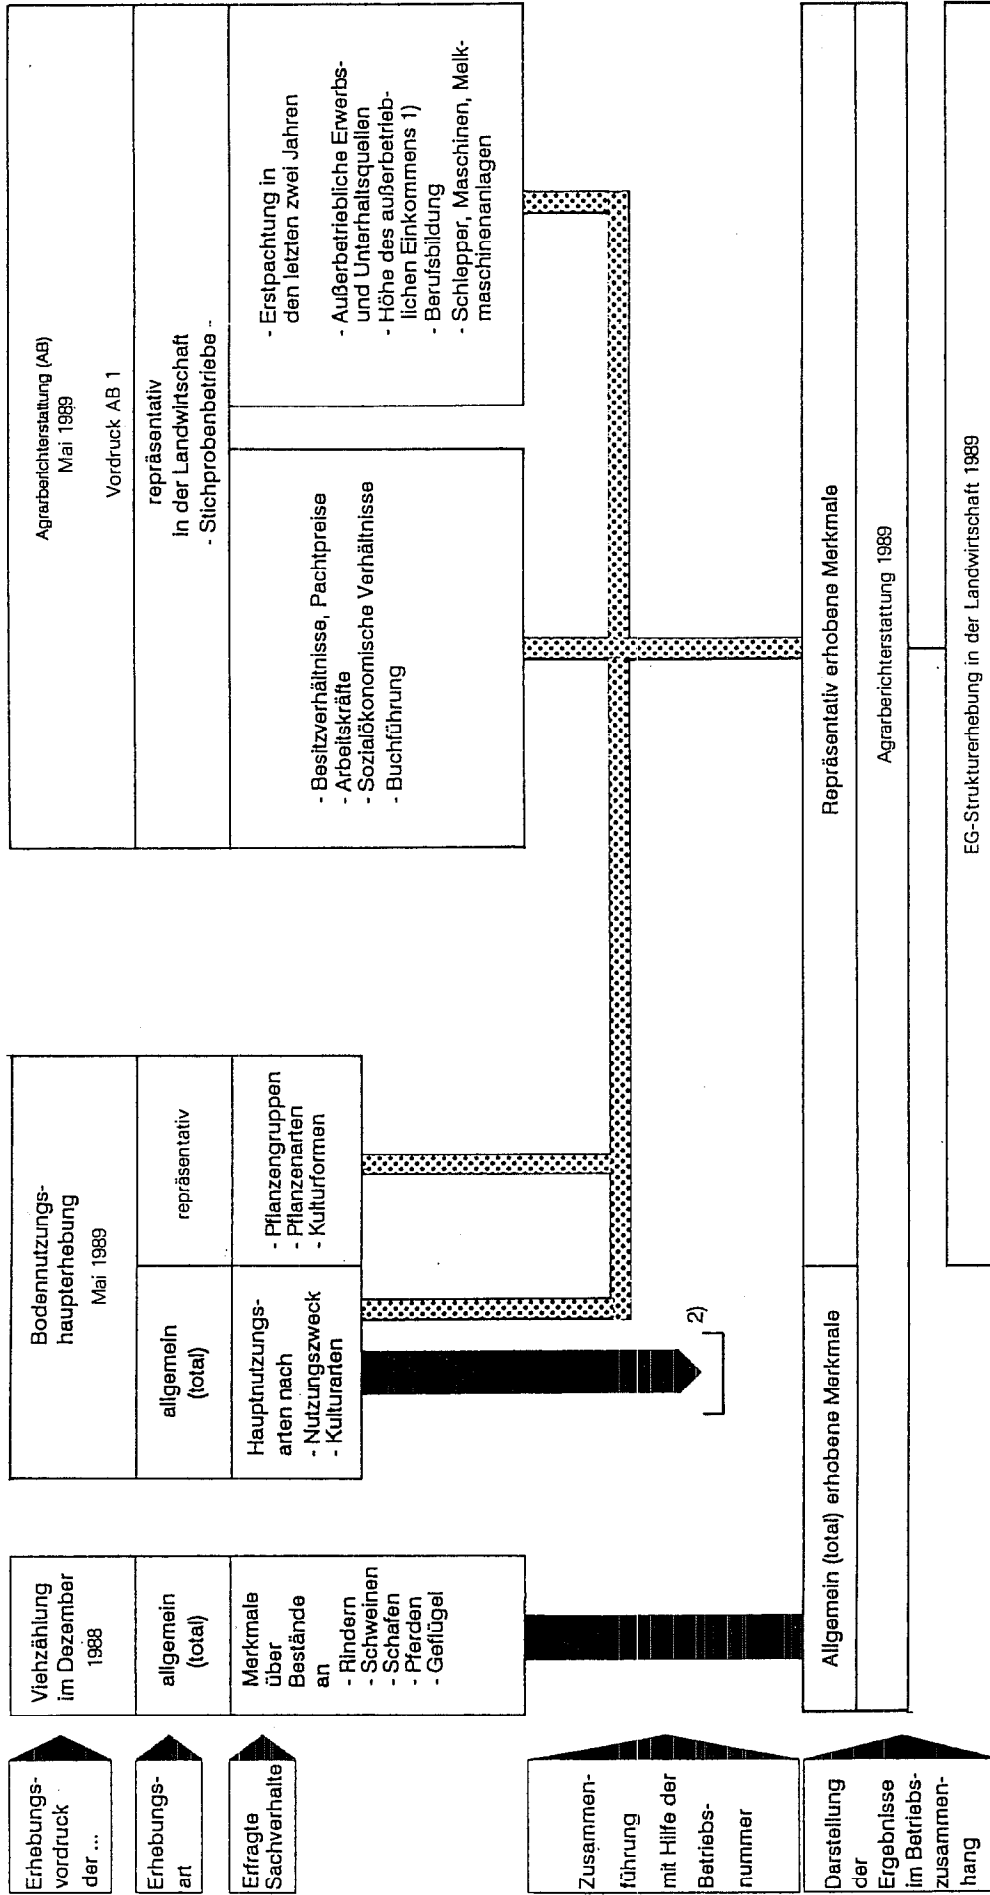 Erhebungs-
vordruck
der ...
Viehzählung
im Dezember
1988
Bodennutzungs-
haupterhebung
Mai 1989
Agrarberichterstattung (AB)
Mai 1989
Vordruck AB 1
Erhebungs-
art
allgemein
(total)
allgemein
(total)
repräsentativ
repräsentativ
in der Landwirtschaft
- Stichprobenbetriebe -
Erfragte
Sachverhalte
Merkmale
über
Bestände
an
- Rindern
- Schweinen
- Schafen
- Pferden
- Geflügel
Hauptnutzungs-
arten nach
- Nutzungszweck
- Kulturarten
- Pflanzengruppen
- Pflanzenarten
- Kulturformen
- Besitzverhältnisse, Pachtpreise
- Arbeitskräfte
- Sozialökonomische Verhältnisse
- Buchführung
- Erstpachtung in
den letzten zwei Jahren
- Außerbetriebliche Erwerbs-
und Unterhaltsquellen
- Höhe des außerbetrieb-
lichen Einkommens 1)
- Berufsbildung
- Schlepper, Maschinen, Melk-
maschinenanlagen
Zusammen-
führung
mit Hilfe der
Betriebs-
nummer
2)
Darstellung
der
Ergebnisse
im Betriebs-
zusammen-
hang
Allgemein (total) erhobene Merkmale
Repräsentativ erhobene Merkmale
Agrarberichterstattung 1989
EG-Strukturerhebung in der Landwirtschaft 1989